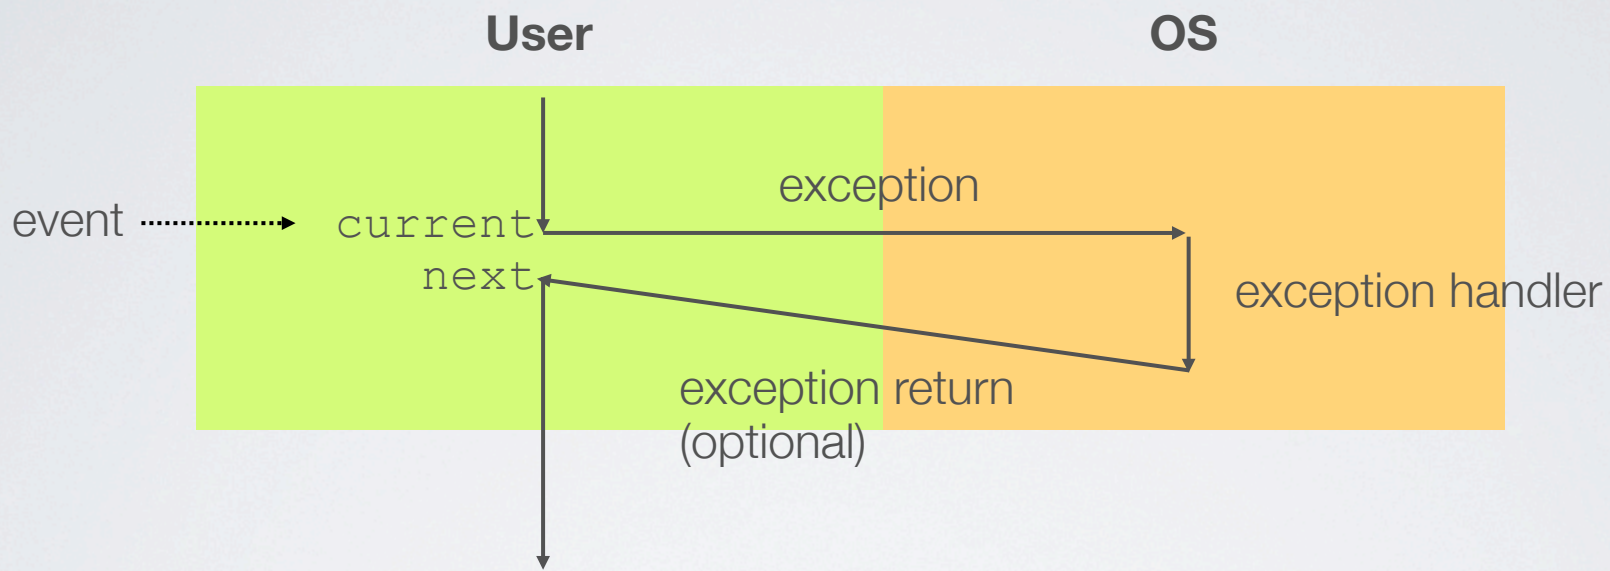 User
OS
exception
event
current
next
exception handler
exception return
(optional)